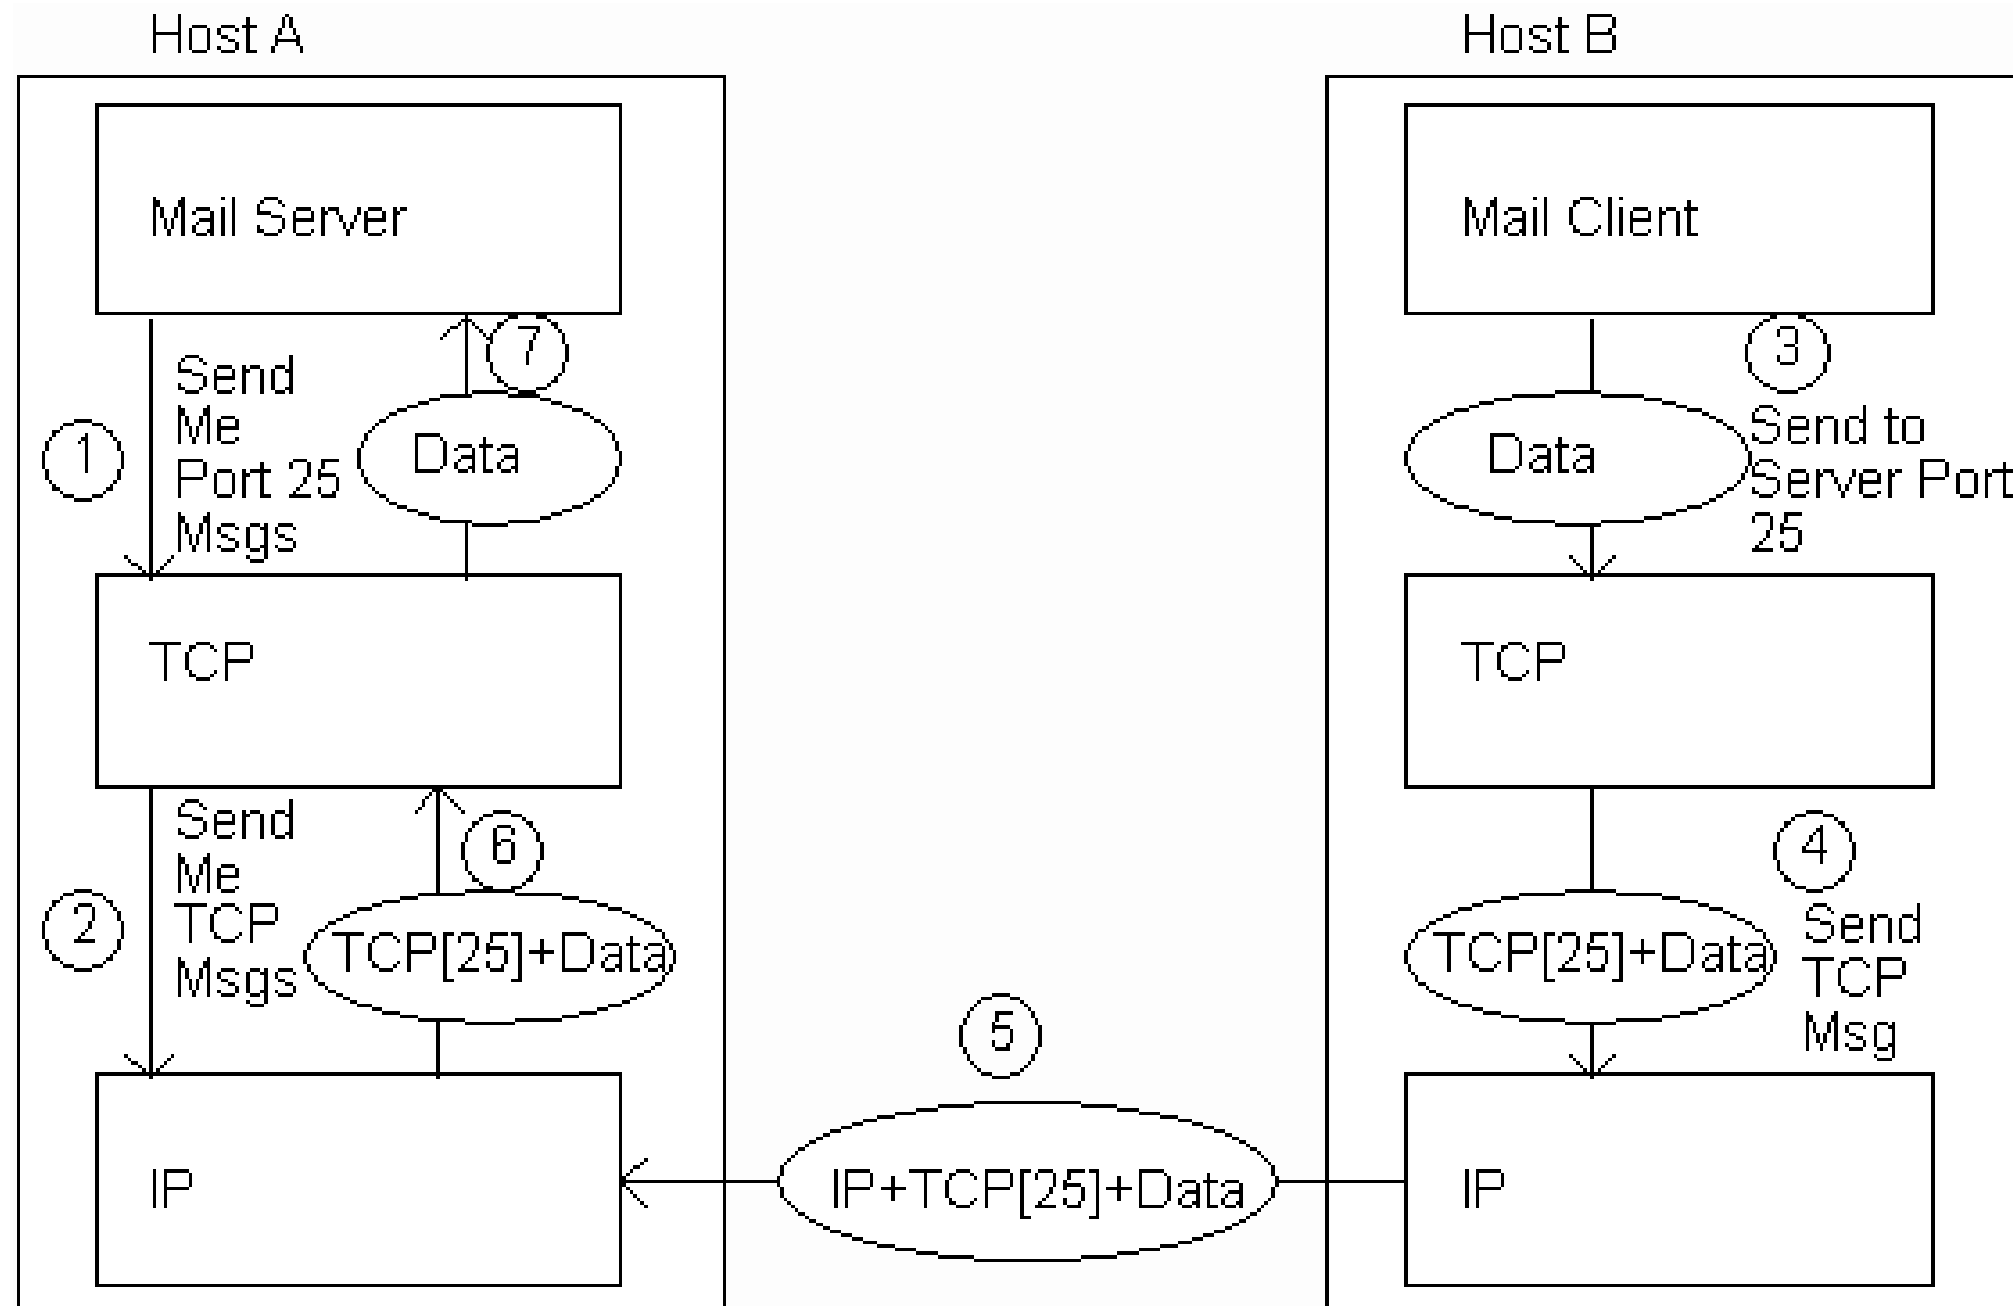 Host A
Host B
Mail Server
Mail Client
7
3
Send
Me
Port 25
Msgs
1
Data
Data
Send to
Server Port
25
TCP
TCP
Send
Me
TCP
Msgs
2
6
TCP[25]+Data
4
TCP[25]+Data
Send
TCP
Msg
5
IP
IP+TCP[25]+Data
IP